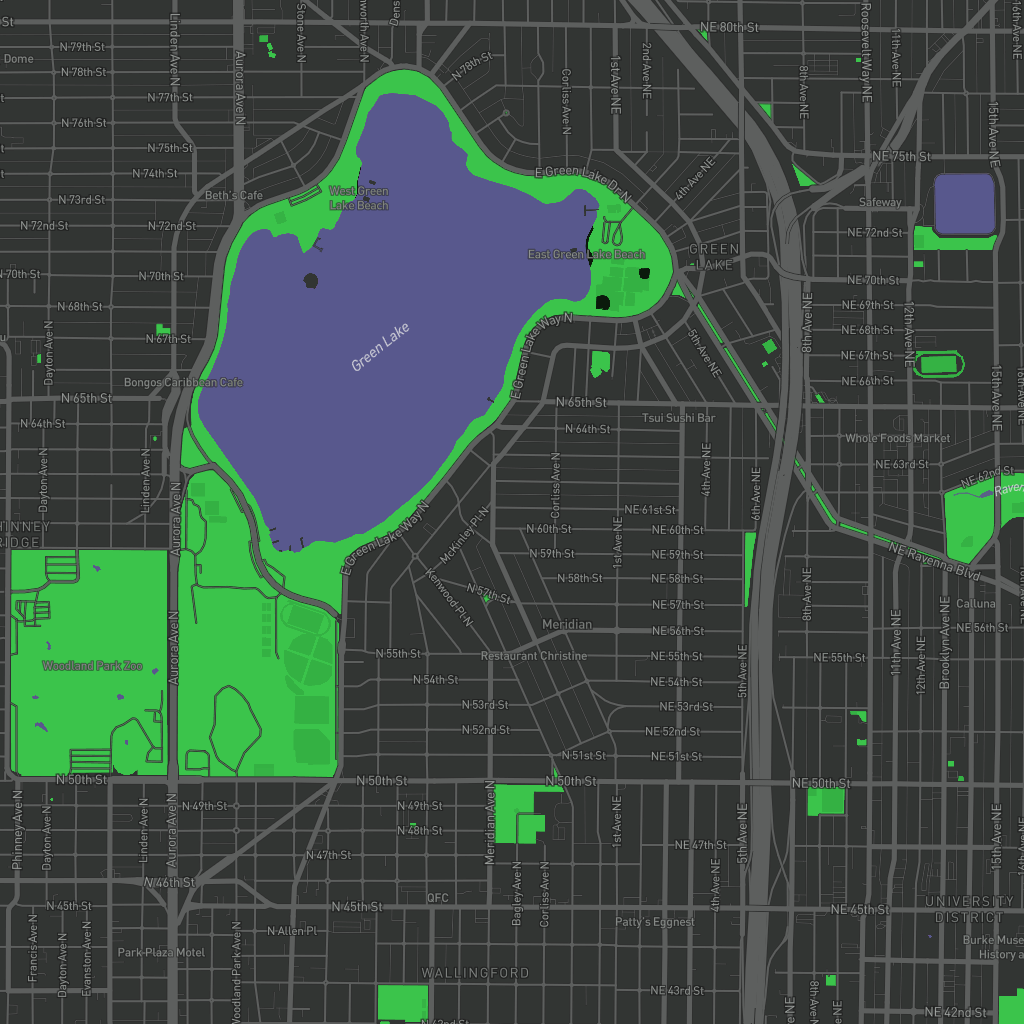 N 79th St
Dome
N 78th St
N 77th St
N 76th St
N 75th St
N 74th St
N 73rd St
N 72nd St
N 72nd St
N 70th St
N 70th St
N 68th St
N 67th St
Linden Ave N
Aurora Ave N
Stone Ave N
N 78th St
Corliss Ave N
1st Ave NE
2nd Ave NE
NE 80th St
8th Ave NE
Roosevelt Way NE
11th Ave NE
15th Ave NE
NE 75th St
Safeway
NE 72nd St
NE 70th St
NE 69th St
NE 68th St
NE 67th St
NE 66th St
12th Ave NE
15th Ave NE
8th Ave NE
4th Ave NE
E Green Lake Dr N
Beth's Cafe
West Green
Lake Beach
East Green Lake Beach
GREEN
LAKE
5th Ave NE
Green Lake
E Green Lake Way N
Dayton Ave N
Bongos Caribbean Cafe
N 65th St
N 64th St
Dayton Ave N
Linden Ave N
Aurora Ave N
N 65th St
N 64th St
Tsui Sushi Bar
Corliss Ave N
4th Ave NE
6th Ave NE
Whole Foods Market
NE 63rd St
NE 62nd St
NE Ravenna Blvd
NE 61st St
NE 60th St
NE 59th St
NE 58th St
NE 57th St
NE 56th St
NE 55th St
NE 54th St
NE 53rd St
NE 52nd St
NE 51st St
1st Ave NE
N 60th St
N 59th St
N 58th St
N 57th St
McKinley Pl N
Kenwood Pl N
E Green Lake Way N
Meridian
Restaurant Christine
N 55th St
N 54th St
N 53rd St
N 52nd St
N 51st St
Woodland Park Zoo
Aurora Ave N
5th Ave NE
8th Ave NE
NE 55th St
11th Ave NE
12th Ave NE
Brooklyn Ave NE
Calluna
NE 56th St
N 50th St
N 50th St
N 50th St
NE 50th St
Phinney Ave N
Dayton Ave N
Linden Ave N
Aurora Ave N
N 49th St
N 49th St
N 48th St
N 47th St
N 46th St
N 45th St
N 45th St
Meridian Ave N
Bagley Ave N
Corliss Ave N
1st Ave NE
4th Ave NE
5th Ave NE
NE 47th St
NE 45th St
15th Ave NE
QFC
Patty's Eggnest
N Allen Pl
Park Plaza Motel
Francis Ave N
Dayton Ave N
Evanston Ave N
Woodland Park Ave N
WALLINGFORD
NE 43rd St
NE 42nd St
UNIVERSITY
DISTRICT